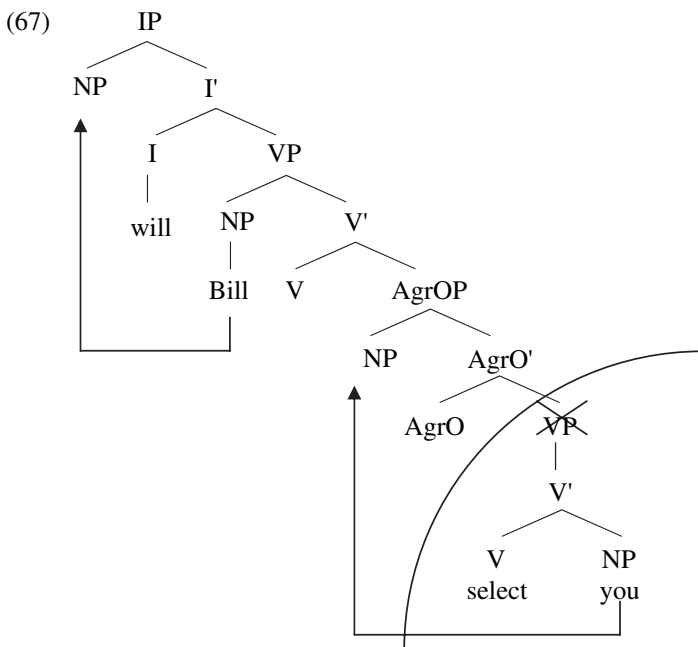 (67) IP
NP I'
I VP
will NP V'
Bill V AgrOP
NP AgrO'
AgrO VP
V'
V NP
select you